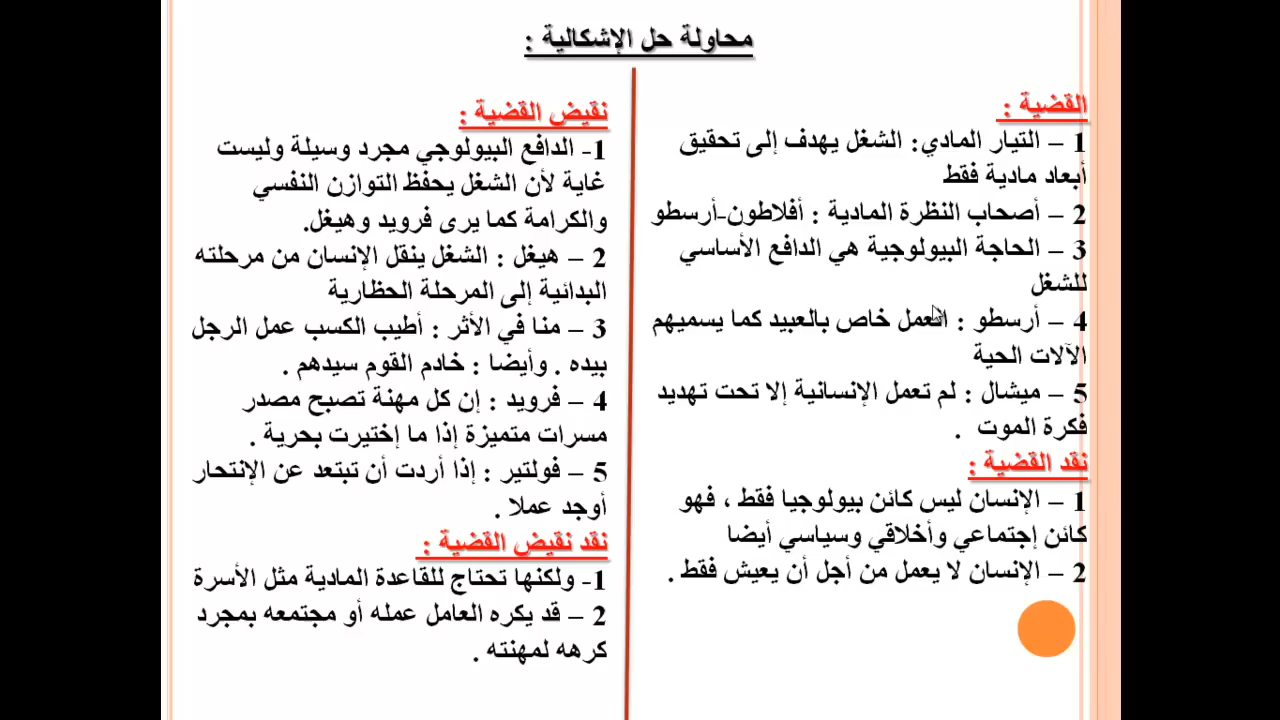 محاولة حل الإشكالية :
القضية :
1 – التيار المادي: الشغل يهدف إلى تحقيق
أبعاد مادية فقط
2 – أصحاب النظرة المادية : أفلاطون-أرسطو
3 – الحاجة البيولوجية هي الدافع الأساسي
للشغل
4 – أرسطو : العمل خاص بالعبيد كما يسميهم
الآلات الحية
5 – ميشال : لم تعمل الإنسانية إلا تحت تهديد
فكرة الموت .
نقد القضية :
1 – الإنسان ليس كائن بيولوجيا فقط ، فهو
كائن إجتماعي وأخلاقي وسياسي أيضا
2 – الإنسان لا يعمل من أجل أن يعيش فقط .
نقيض القضية :
1- الدافع البيولوجي مجرد وسيلة وليست
غاية لأن الشغل يحفظ التوازن النفسي
والكرامة كما يرى فرويد وهيغل.
2 – هيغل : الشغل ينقل الإنسان من مرحلته
البدائية إلى المرحلة الحظارية
3 – منا في الأثر : أطيب الكسب عمل الرجل
بيده . وأيضا : خادم القوم سيدهم .
4 – فرويد : إن كل مهنة تصبح مصدر
مسرات متميزة إذا ما إختيرت بحرية .
5 – فولتير : إذا أردت أن تبتعد عن الإنتحار
أوجد عملا .
نقد نقيض القضية :
1- ولكنها تحتاج للقاعدة المادية مثل الأسرة
2 – قد يكره العامل عمله أو مجتمعه بمجرد
كرهه لمهنته .